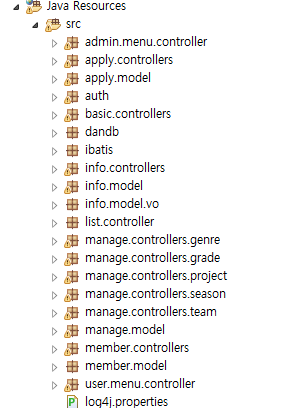 Java Resources
src
admin.menu.controller
apply.controllers
apply.model
auth
basic.controllers
dandb
ibatis
info.controllers
info.model
info.model.vo
list.controller
manage.controllers.genre
manage.controllers.grade
manage.controllers.project
manage.controllers.season
manage.controllers.team
manage.model
member.controllers
member.model
user.menu.controller
log4j.properties